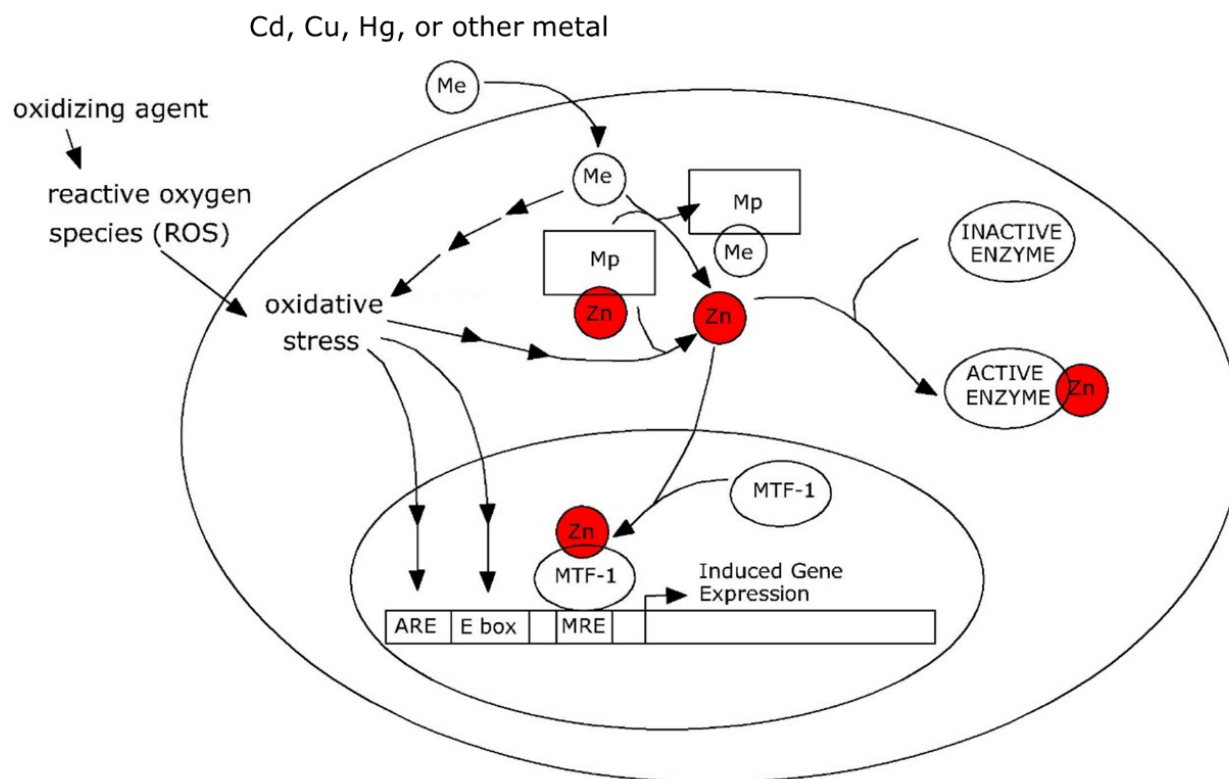 Cd, Cu, Hg, or other metal
Me
oxidizing agent
Me
reactive oxygen
species (ROS)
Mp
Me
INACTIVE
ENZYME
Mp
Zn
Zn
oxidative
stress
ACTIVE
ENZYME
Zn
MTF-1
Zn
MTF-1
Induced Gene
Expression
ARE
E box
MRE